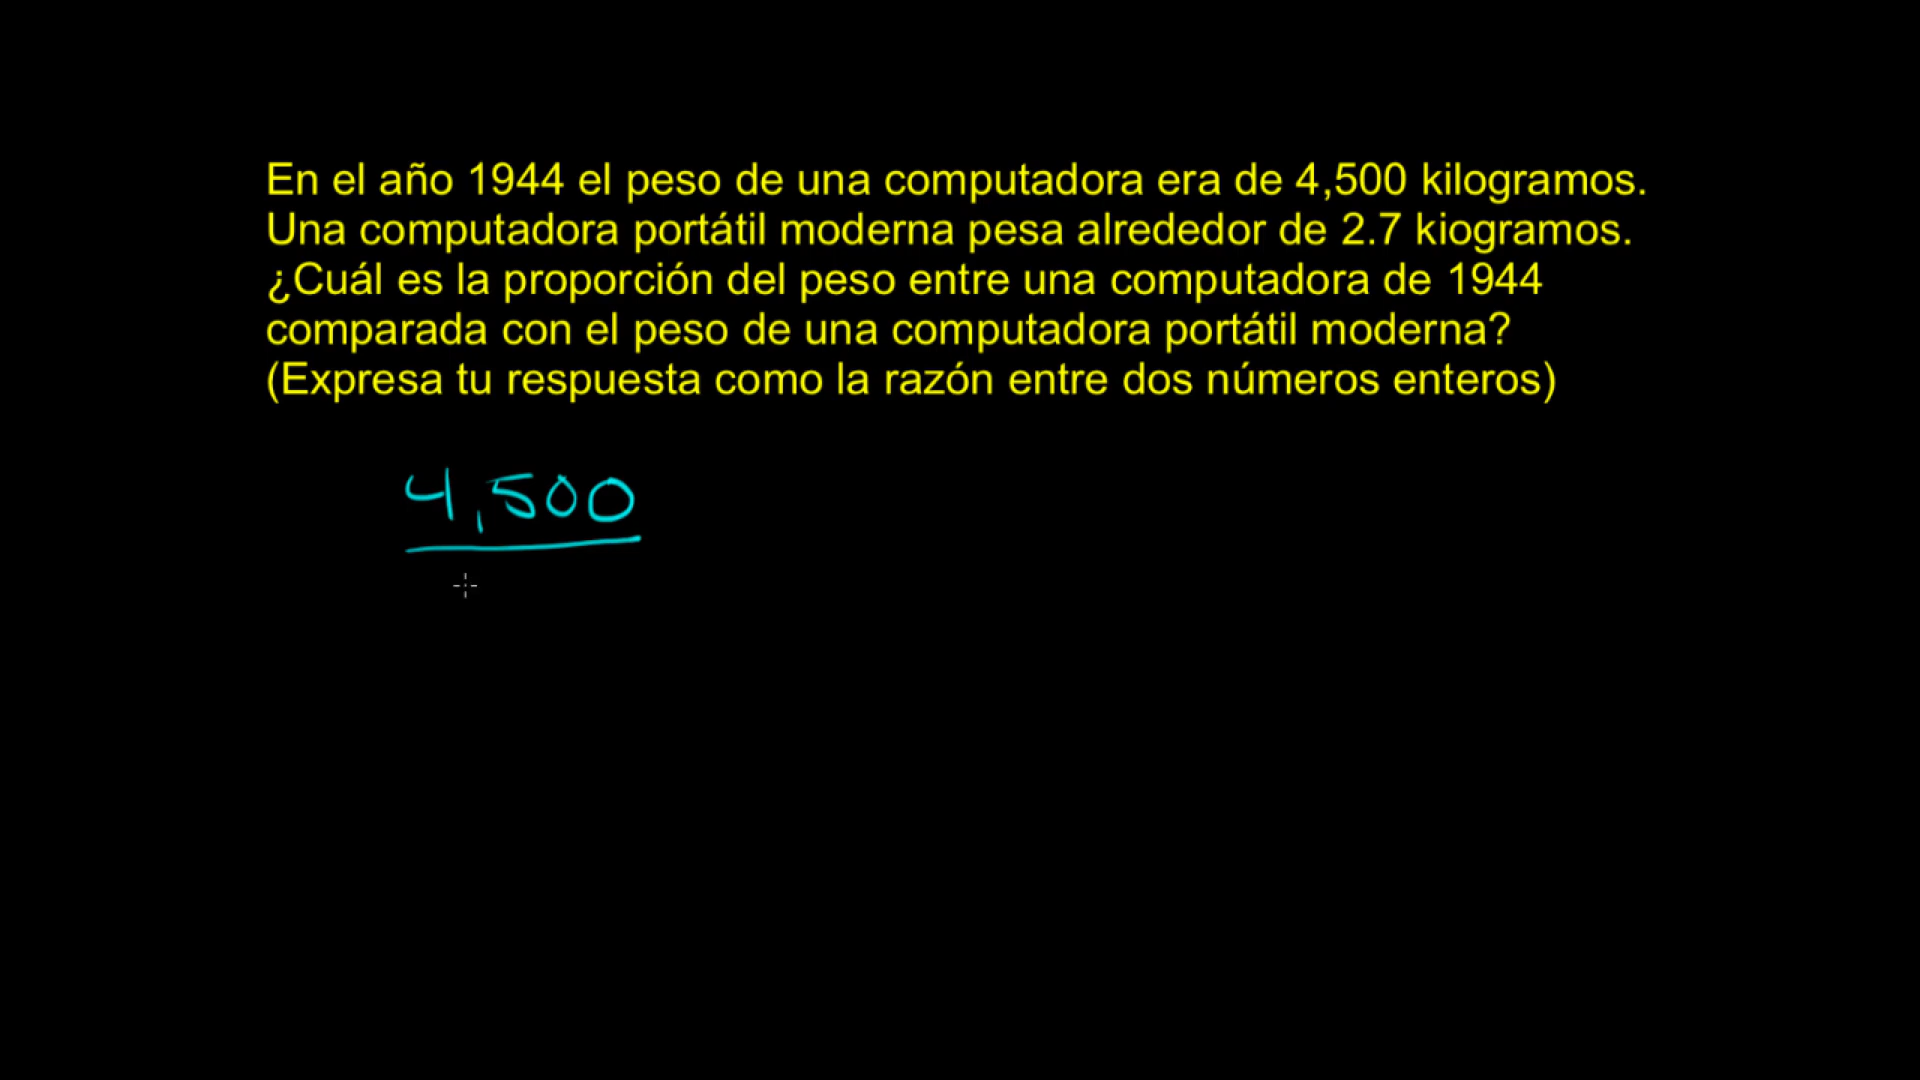 En el año 1944 el peso de una computadora era de 4,500 kilogramos.
Una computadora portátil moderna pesa alrededor de 2.7 kiogramos.
¿Cuál es la proporción del peso entre una computadora de 1944
comparada con el peso de una computadora portátil moderna?
(Expresa tu respuesta como la razón entre dos números enteros)
4,500